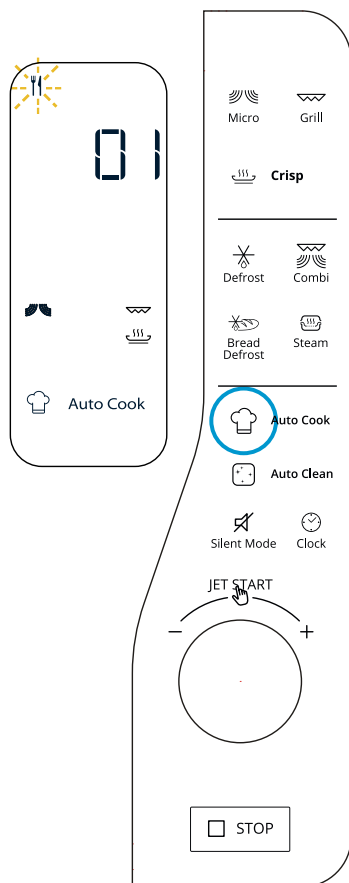 01
Auto Cook
Micro
Grill
Crisp
Defrost
Combi
Bread
Defrost
Steam
Auto Cook
Auto Clean
Silent Mode
Clock
JET START
− +
STOP